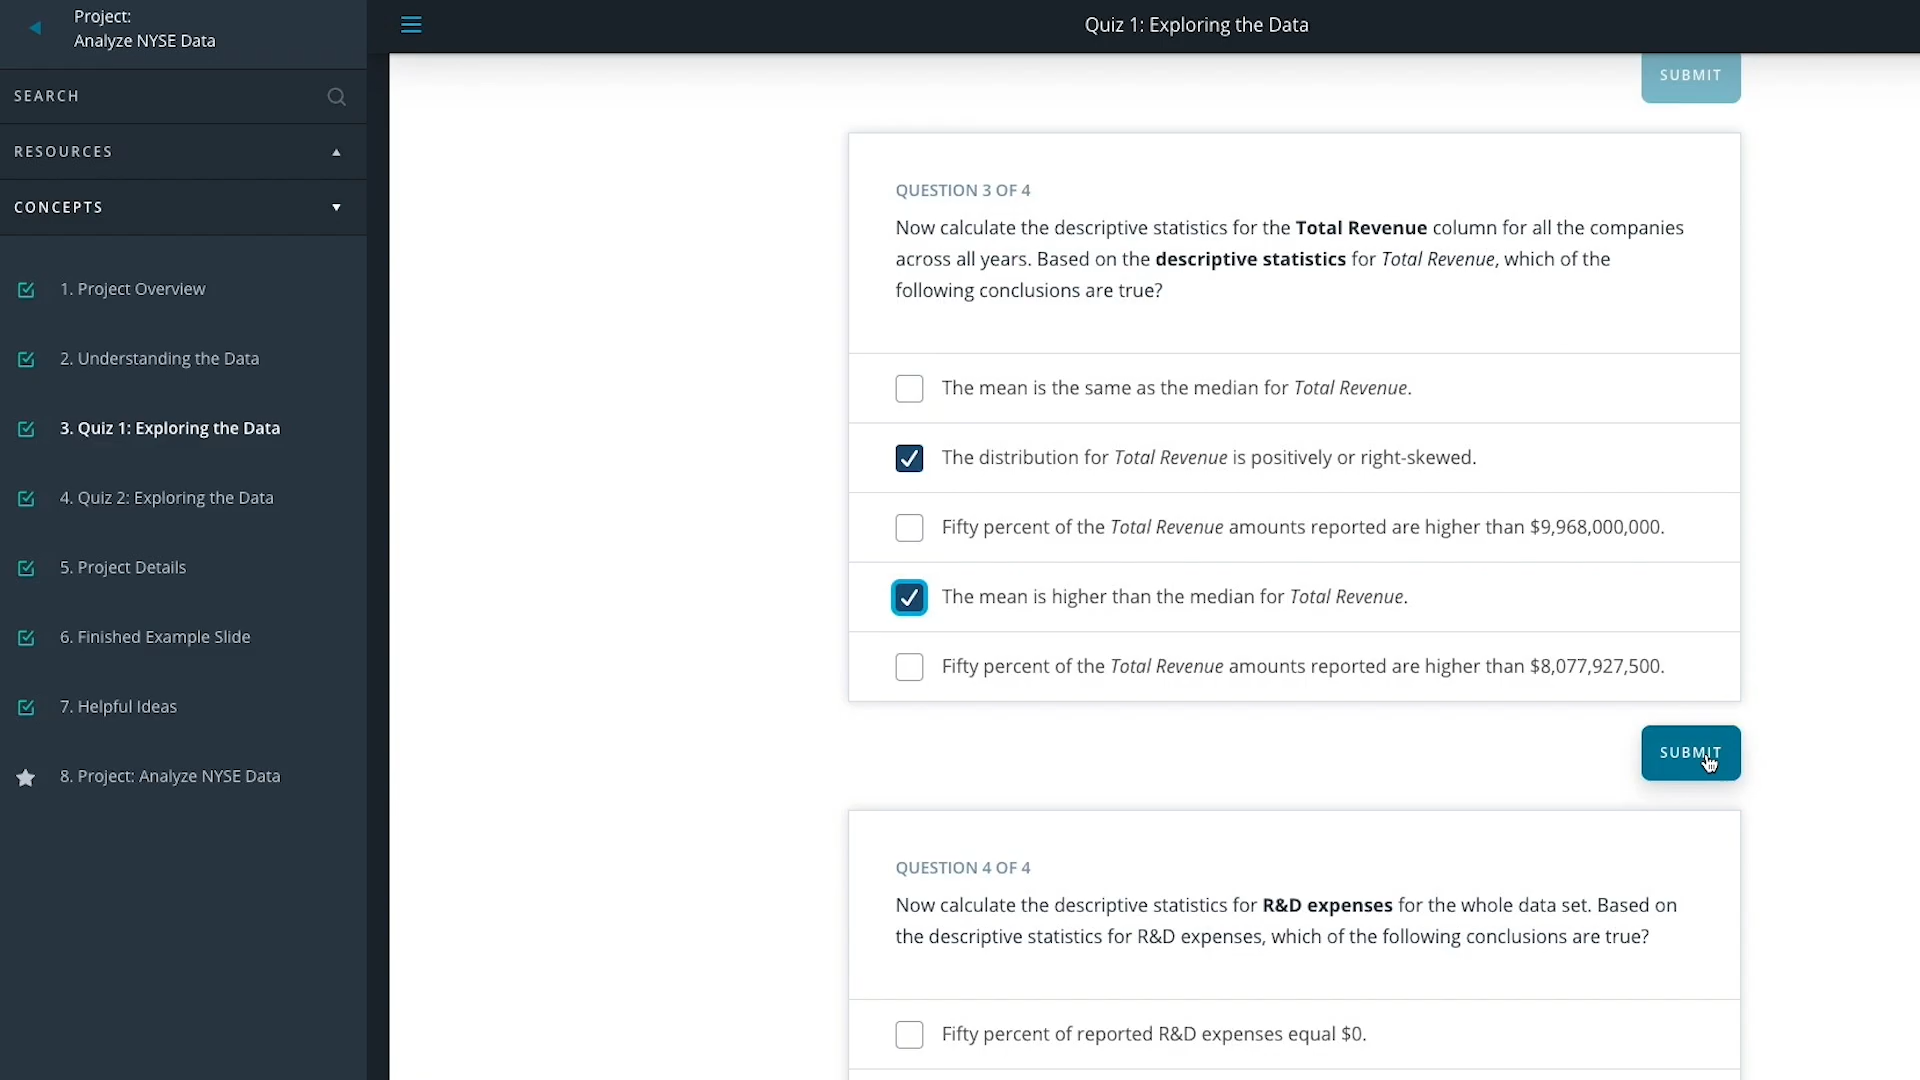 Project:
Analyze NYSE Data
SEARCH
RESOURCES
CONCEPTS
1. Project Overview
2. Understanding the Data
3. Quiz 1: Exploring the Data
4. Quiz 2: Exploring the Data
5. Project Details
6. Finished Example Slide
7. Helpful Ideas
8. Project: Analyze NYSE Data
Quiz 1: Exploring the Data
SUBMIT
QUESTION 3 OF 4
Now calculate the descriptive statistics for the Total Revenue column for all the companies
across all years. Based on the descriptive statistics for Total Revenue, which of the
following conclusions are true?
The mean is the same as the median for Total Revenue.
The distribution for Total Revenue is positively or right-skewed.
Fifty percent of the Total Revenue amounts reported are higher than $9,968,000,000.
The mean is higher than the median for Total Revenue.
Fifty percent of the Total Revenue amounts reported are higher than $8,077,927,500.
SUBMIT
QUESTION 4 OF 4
Now calculate the descriptive statistics for R&D expenses for the whole data set. Based on
the descriptive statistics for R&D expenses, which of the following conclusions are true?
Fifty percent of reported R&D expenses equal $0.